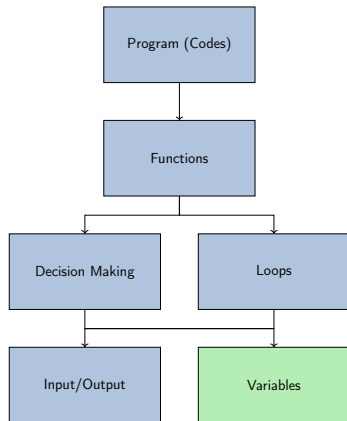 Program (Codes)
Functions
Decision Making
Loops
Input/Output
Variables